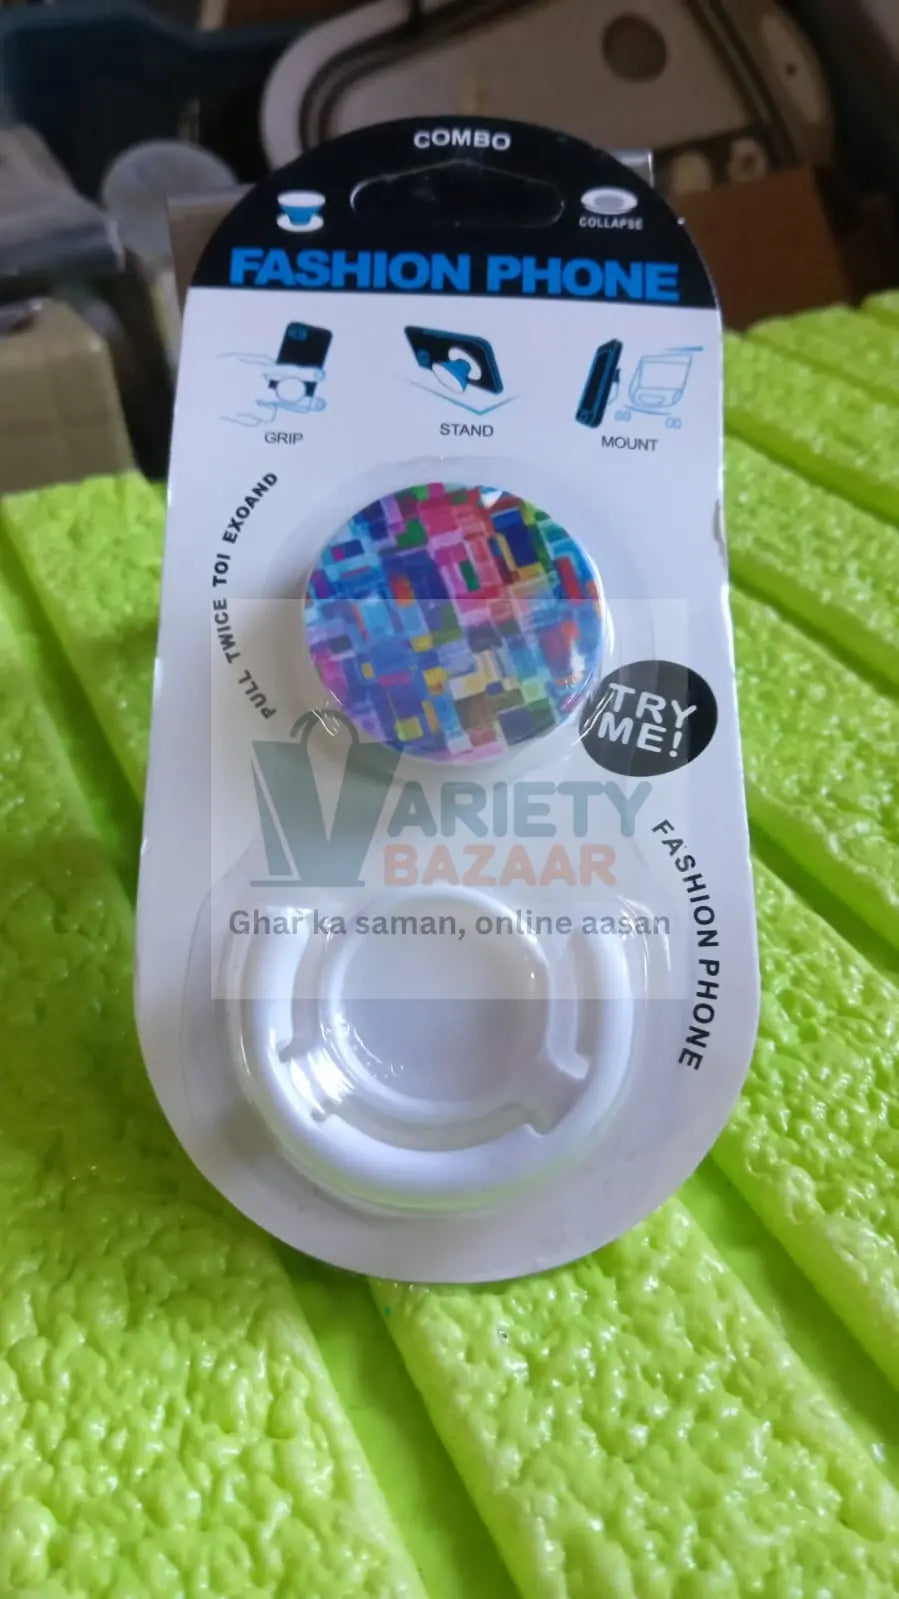 COMBO
COLLAPSE
FASHION PHONE
GRIP
STAND
MOUNT
PULL TWICE TOI EXOAND
TRY
ME!
VARIETY
BAZAAR
Ghar ka saman, online aasan
FASHION PHONE